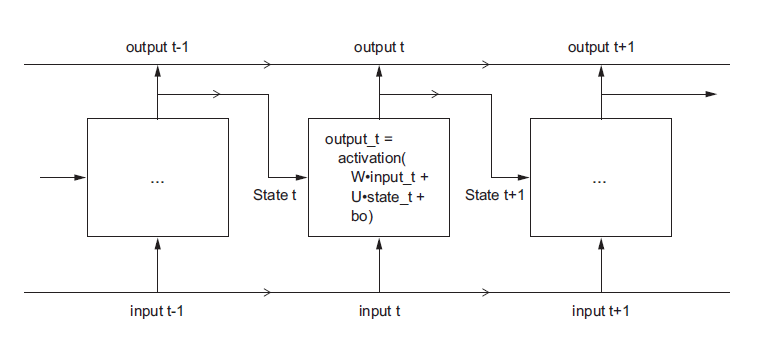 output t-1
output t
output t+1
...
output_t =
activation(
W•input_t +
U•state_t +
bo)
...
State t
State t+1
input t-1
input t
input t+1